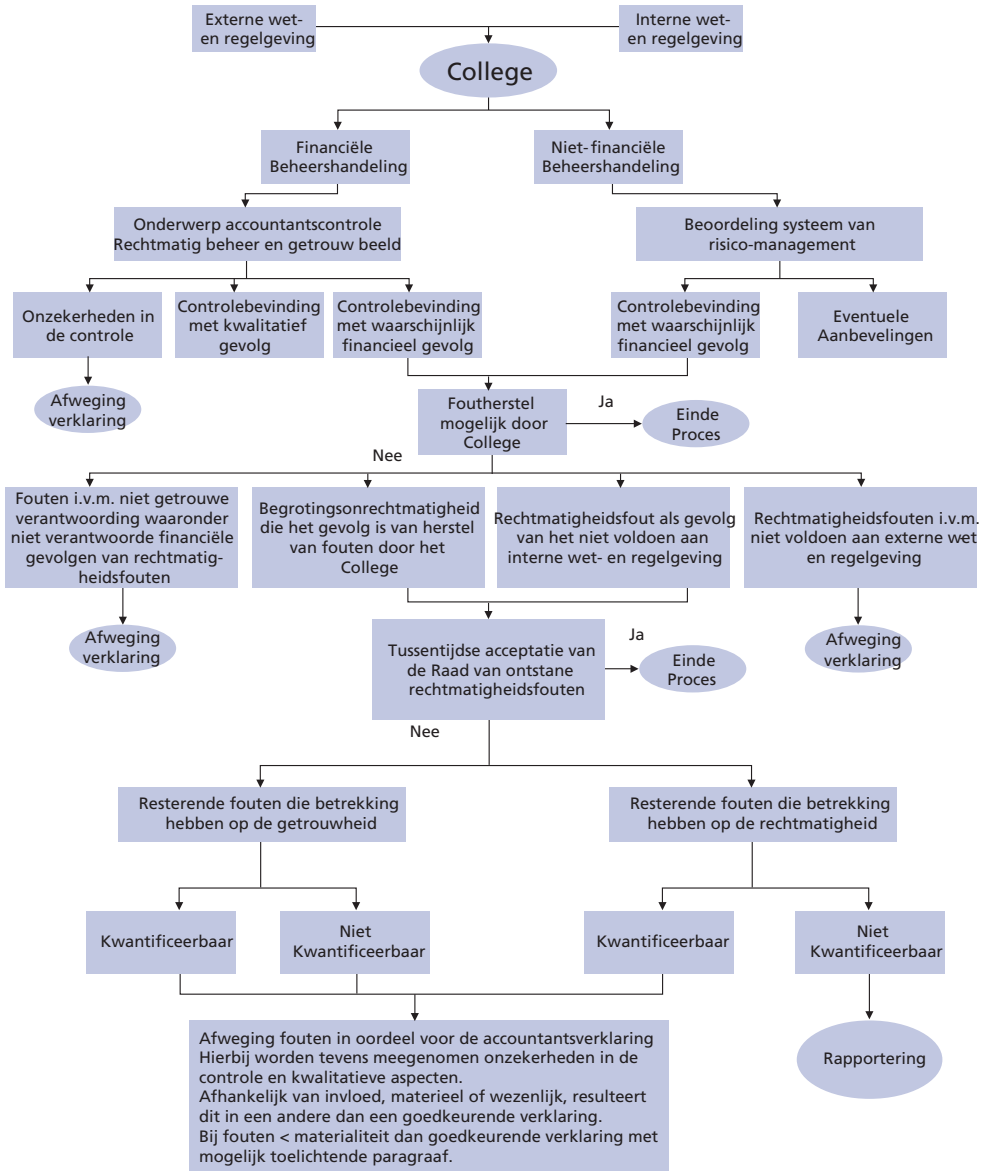 Externe wet-
en regelgeving
Interne wet-
en regelgeving
College
Financiële
Beheershandeling
Niet-financiële
Beheershandeling
Onderwerp accountantscontrole
Rechtmatig beheer en getrouw beeld
Beoordeling systeem van
risico-management
Onzekerheden in
de controle
Controlebevinding
met kwalitatief
gevolg
Controlebevinding
met waarschijnlijk
financieel gevolg
Controlebevinding
met waarschijnlijk
financieel gevolg
Eventuele
Aanbevelingen
Afweging
verklaring
Foutherstel
mogelijk door
College
Ja
Einde
Proces
Nee
Fouten i.v.m. niet getrouwe
verantwoording waaronder
niet verantwoorde financiële
gevolgen van rechtmatig-
heidsfouten
Begrotingsonrechtmatigheid
die het gevolg is van herstel
van fouten door het
College
Rechtmatigheidsfout als gevolg
van het niet voldoen aan
interne wet- en regelgeving
Rechtmatigheidsfouten i.v.m.
niet voldoen aan externe wet
en regelgeving
Afweging
verklaring
Tussentijdse acceptatie van
de Raad van ontstane
rechtmatigheidsfouten
Ja
Einde
Proces
Afweging
verklaring
Nee
Resterende fouten die betrekking
hebben op de getrouwheid
Resterende fouten die betrekking
hebben op de rechtmatigheid
Kwantificeerbaar
Niet
Kwantificeerbaar
Kwantificeerbaar
Niet
Kwantificeerbaar
Afweging fouten in oordeel voor de accountantsverklaring
Hierbij worden tevens meegenomen onzekerheden in de
controle en kwalitatieve aspecten.
Afhankelijk van invloed, materieel of wezenlijk, resulteert
dit in een andere dan een goedkeurende verklaring.
Bij fouten < materialiteit dan goedkeurende verklaring met
mogelijk toelichtende paragraaf.
Rapportering